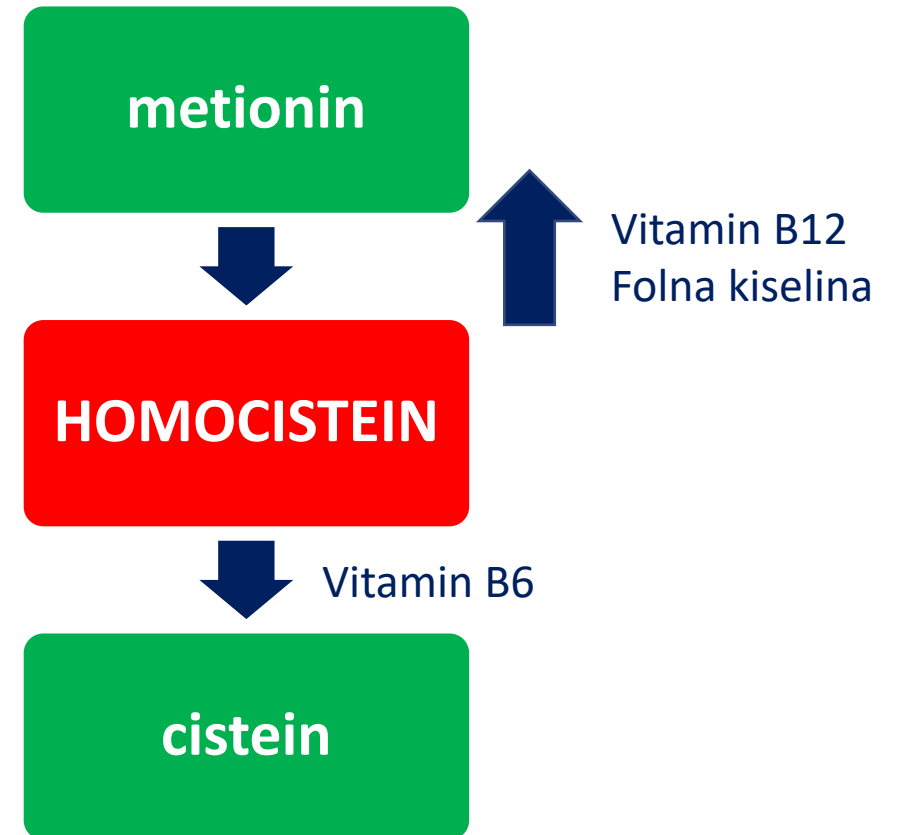 metionin
Vitamin B12
Folna kiselina
HOMOCISTEIN
Vitamin B6
cistein